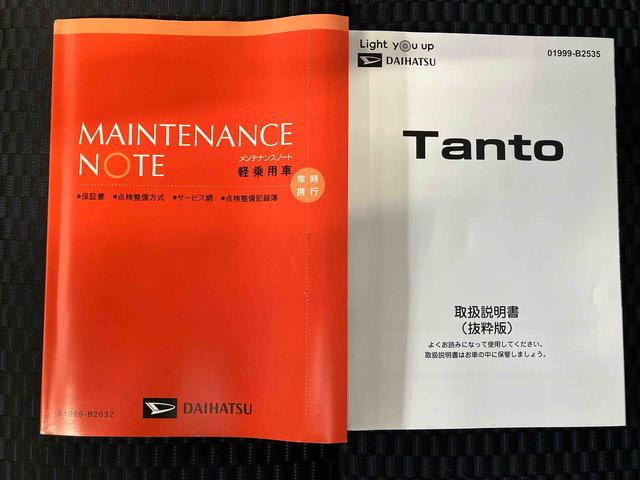 MAINTENANCE
NOTE
メンテナンスノート
軽乗用車
常時
携行
●保証書 ●点検整備方式 ●サービス網 ●点検整備記録簿
01999-B2032
DAIHATSU
Light you up
DAIHATSU
01999-B2535
Tanto
取扱説明書
(抜粋版)
よくお読みになって使用してください。
取扱説明書はお車の中に保管しましょう。